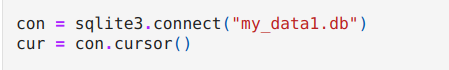 con = sqlite3.connect("my_data1.db")
cur = con.cursor()